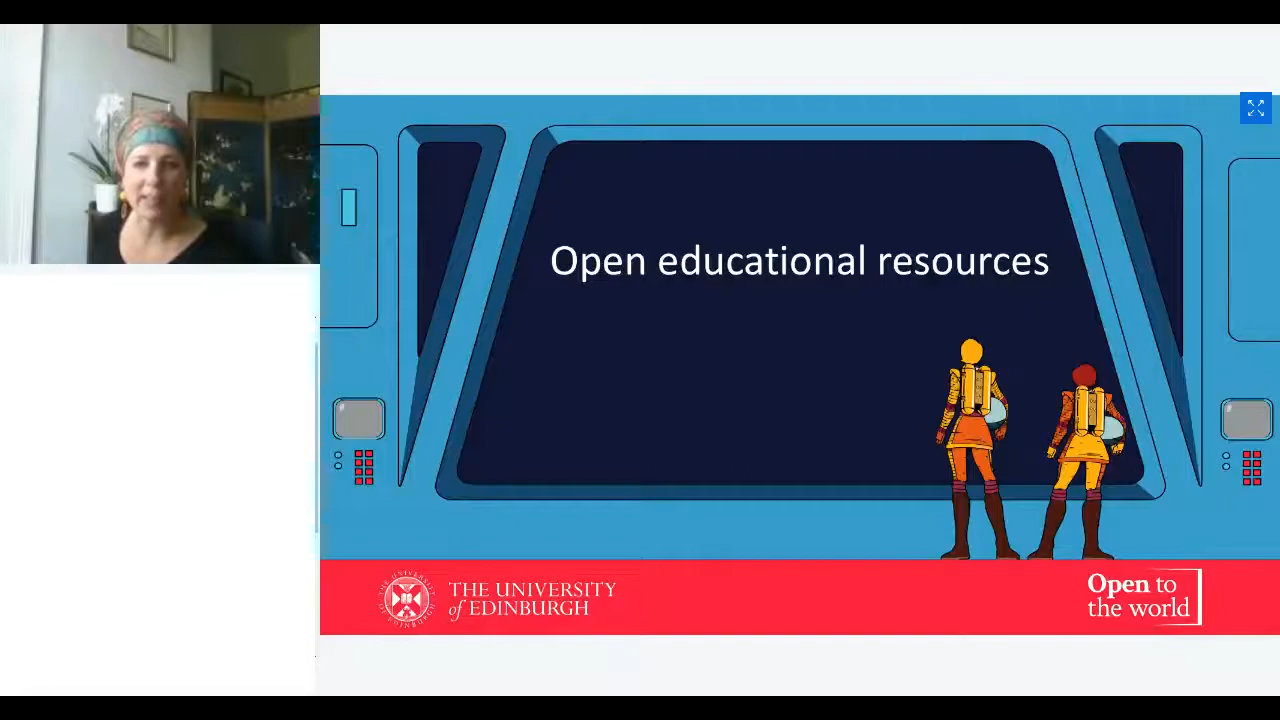 Open educational resources
THE UNIVERSITY
of EDINBURGH
Open to
the world